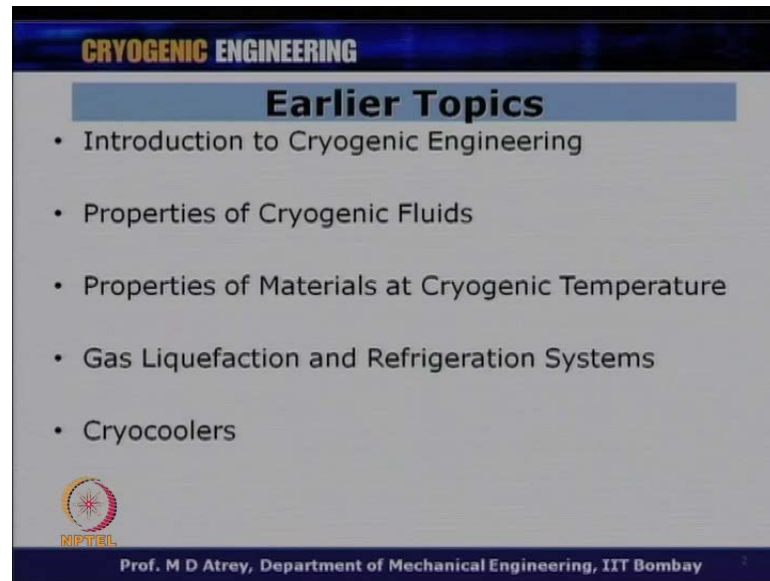 CRYOGENIC ENGINEERING
Earlier Topics
• Introduction to Cryogenic Engineering
• Properties of Cryogenic Fluids
• Properties of Materials at Cryogenic Temperature
• Gas Liquefaction and Refrigeration Systems
• Cryocoolers
NPTEL
Prof. M D Atrey, Department of Mechanical Engineering, IIT Bombay 2